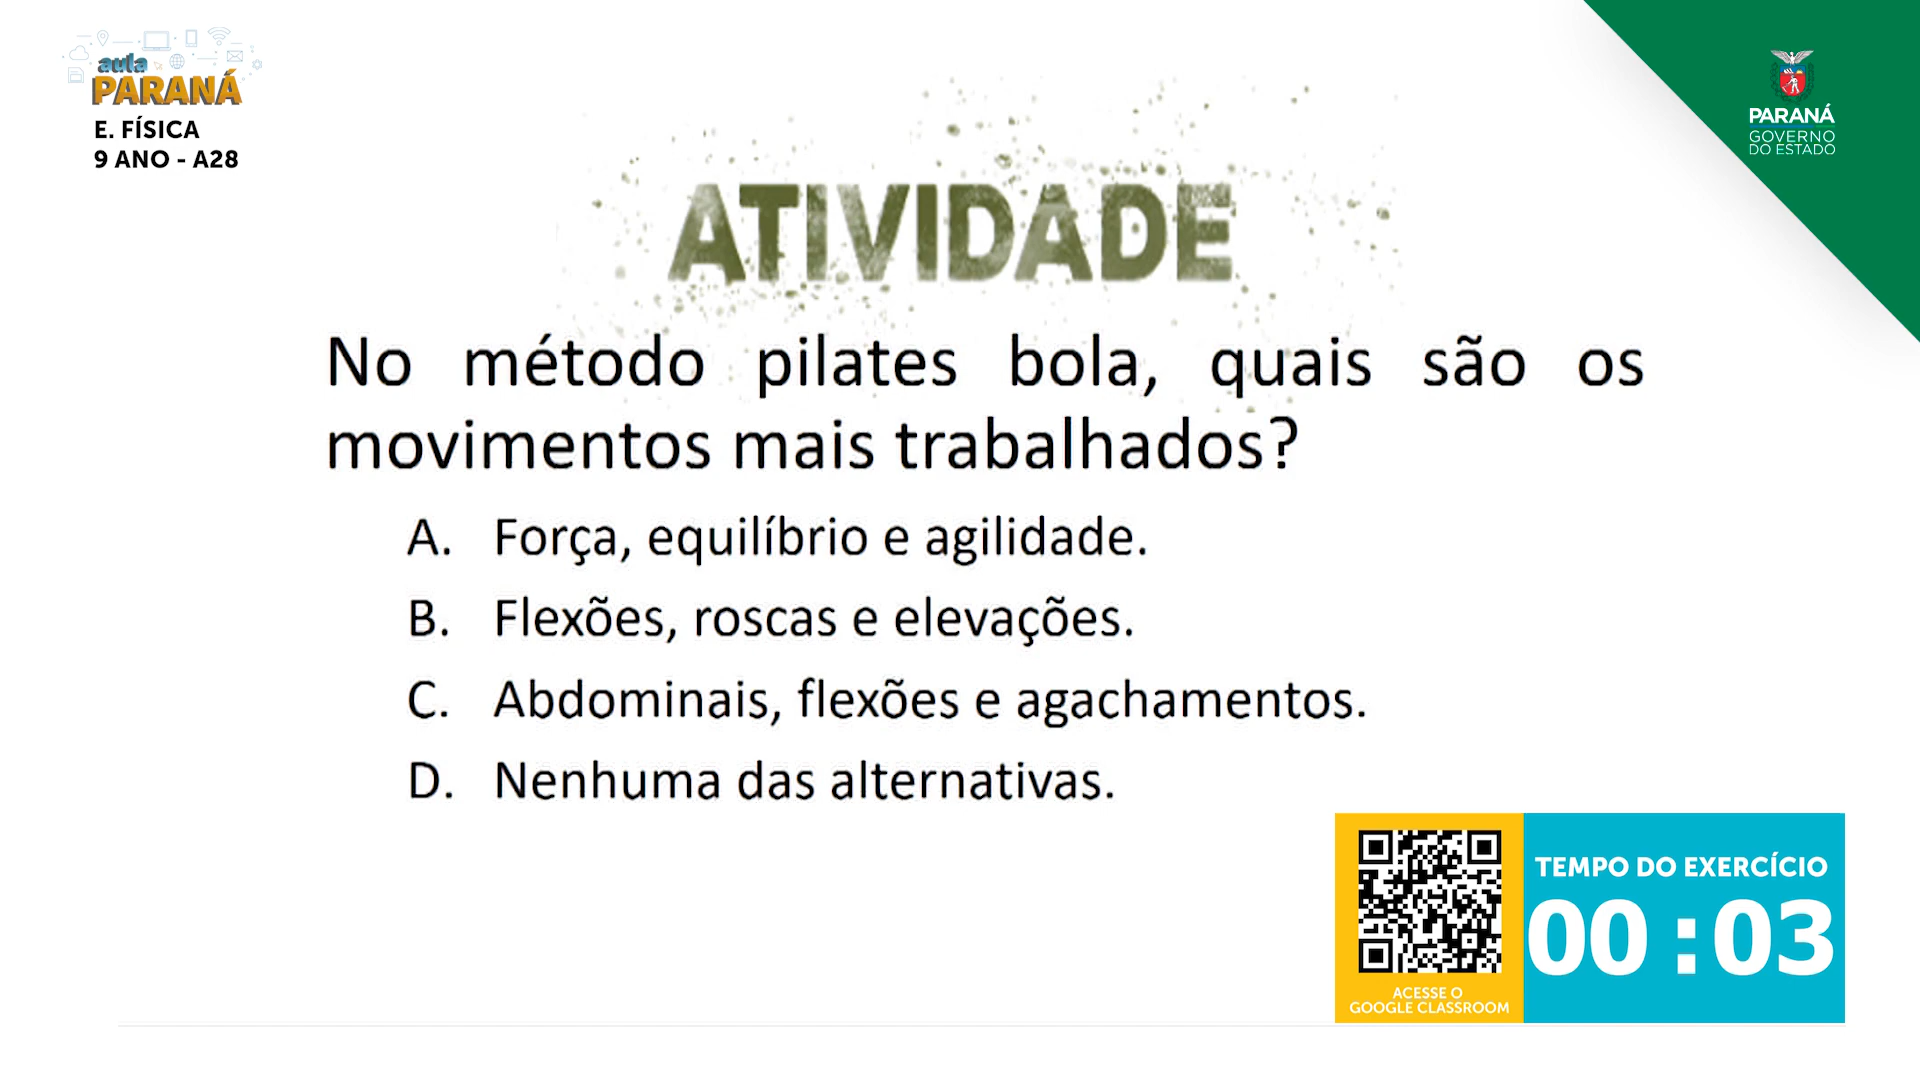 aula
PARANÁ
E. FÍSICA
9 ANO - A28
PARANÁ
GOVERNO
DO ESTADO
ATIVIDADE
No método pilates bola, quais são os
movimentos mais trabalhados?
A. Força, equilíbrio e agilidade.
B. Flexões, roscas e elevações.
C. Abdominais, flexões e agachamentos.
D. Nenhuma das alternativas.
TEMPO DO EXERCÍCIO
00 : 03
ACESSE O
GOOGLE CLASSROOM